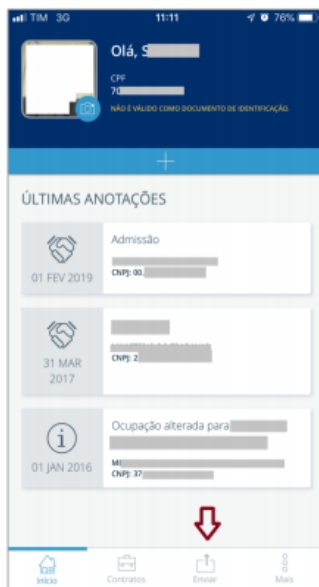 TIM 3G 11:11 76%
Olá, S
CPF
70
NÃO É VÁLIDO COMO DOCUMENTO DE IDENTIFICAÇÃO.
+
ÚLTIMAS ANOTAÇÕES
Admissão
CNPJ: 00.
01 FEV 2019
31 MAR
2017
CNPJ: 2
Ocupação alterada para
01 JAN 2016
MI
CNPJ: 37
Início Contratos Enviar Mais